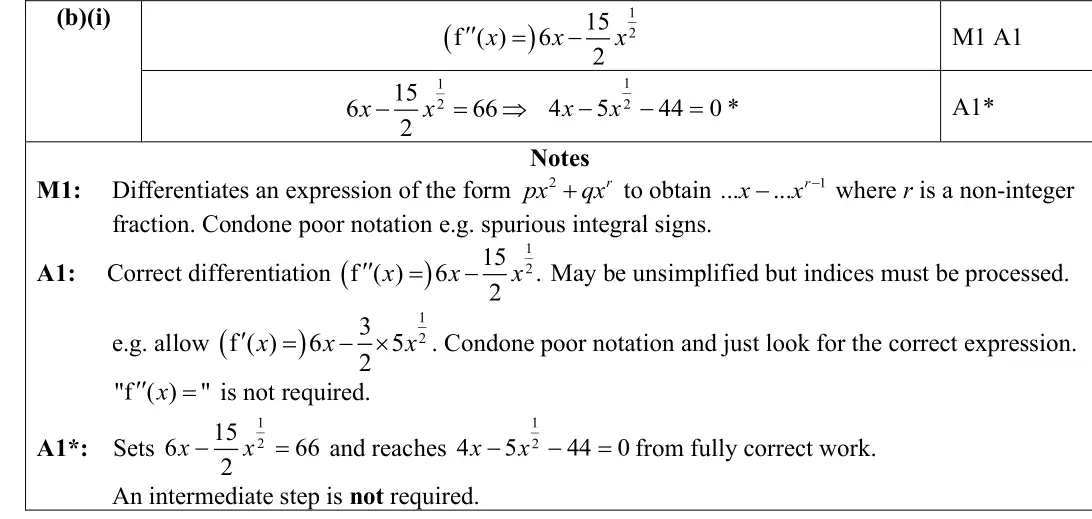 (b)(i) (f″(x) =) 6x − 15/2 x^(1/2) M1 A1
6x − 15/2 x^(1/2) = 66 ⇒ 4x − 5x^(1/2) − 44 = 0 * A1*
Notes
M1: Differentiates an expression of the form px² + qx^r to obtain ...x − ...x^(r−1) where r is a non-integer
fraction. Condone poor notation e.g. spurious integral signs.
A1: Correct differentiation (f″(x) =) 6x − 15/2 x^(1/2). May be unsimplified but indices must be processed.
e.g. allow (f′(x) =) 6x − 3/2 × 5x^(1/2). Condone poor notation and just look for the correct expression.
"f″(x) =" is not required.
A1*: Sets 6x − 15/2 x^(1/2) = 66 and reaches 4x − 5x^(1/2) − 44 = 0 from fully correct work.
An intermediate step is not required.